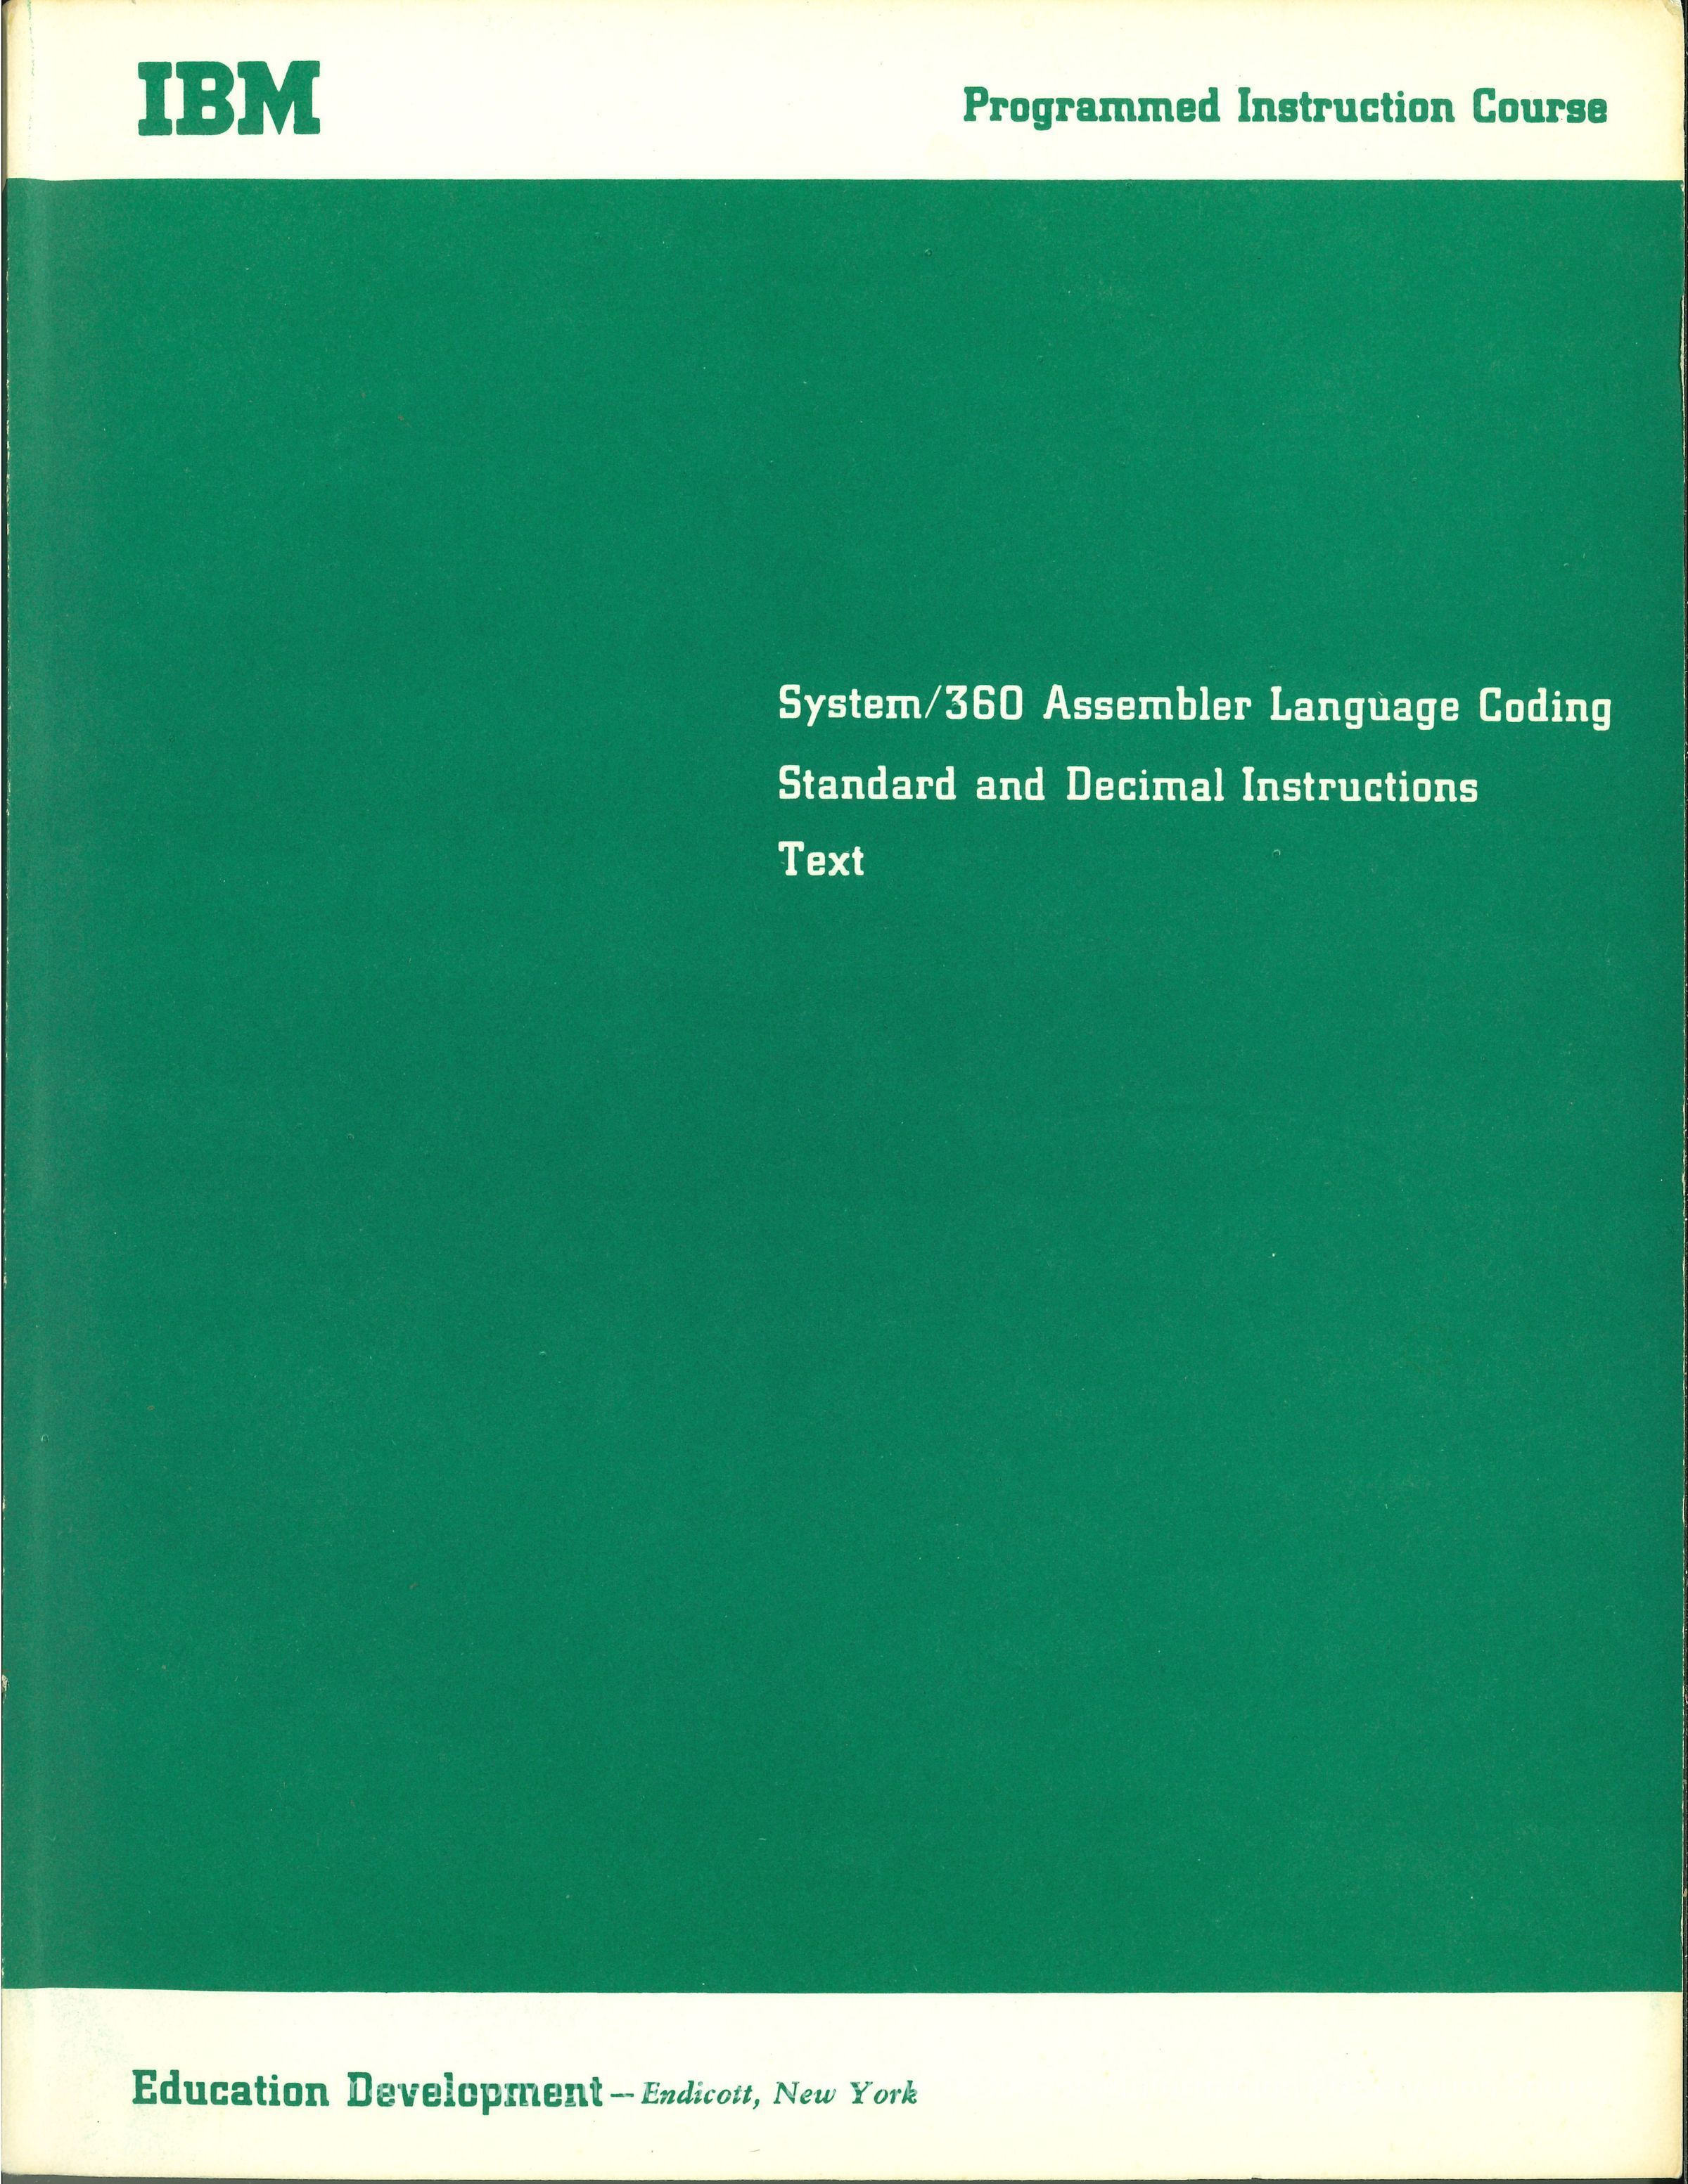 IBM
Programmed Instruction Course
System/360 Assembler Language Coding
Standard and Decimal Instructions
Text
Education Development — Endicott, New York